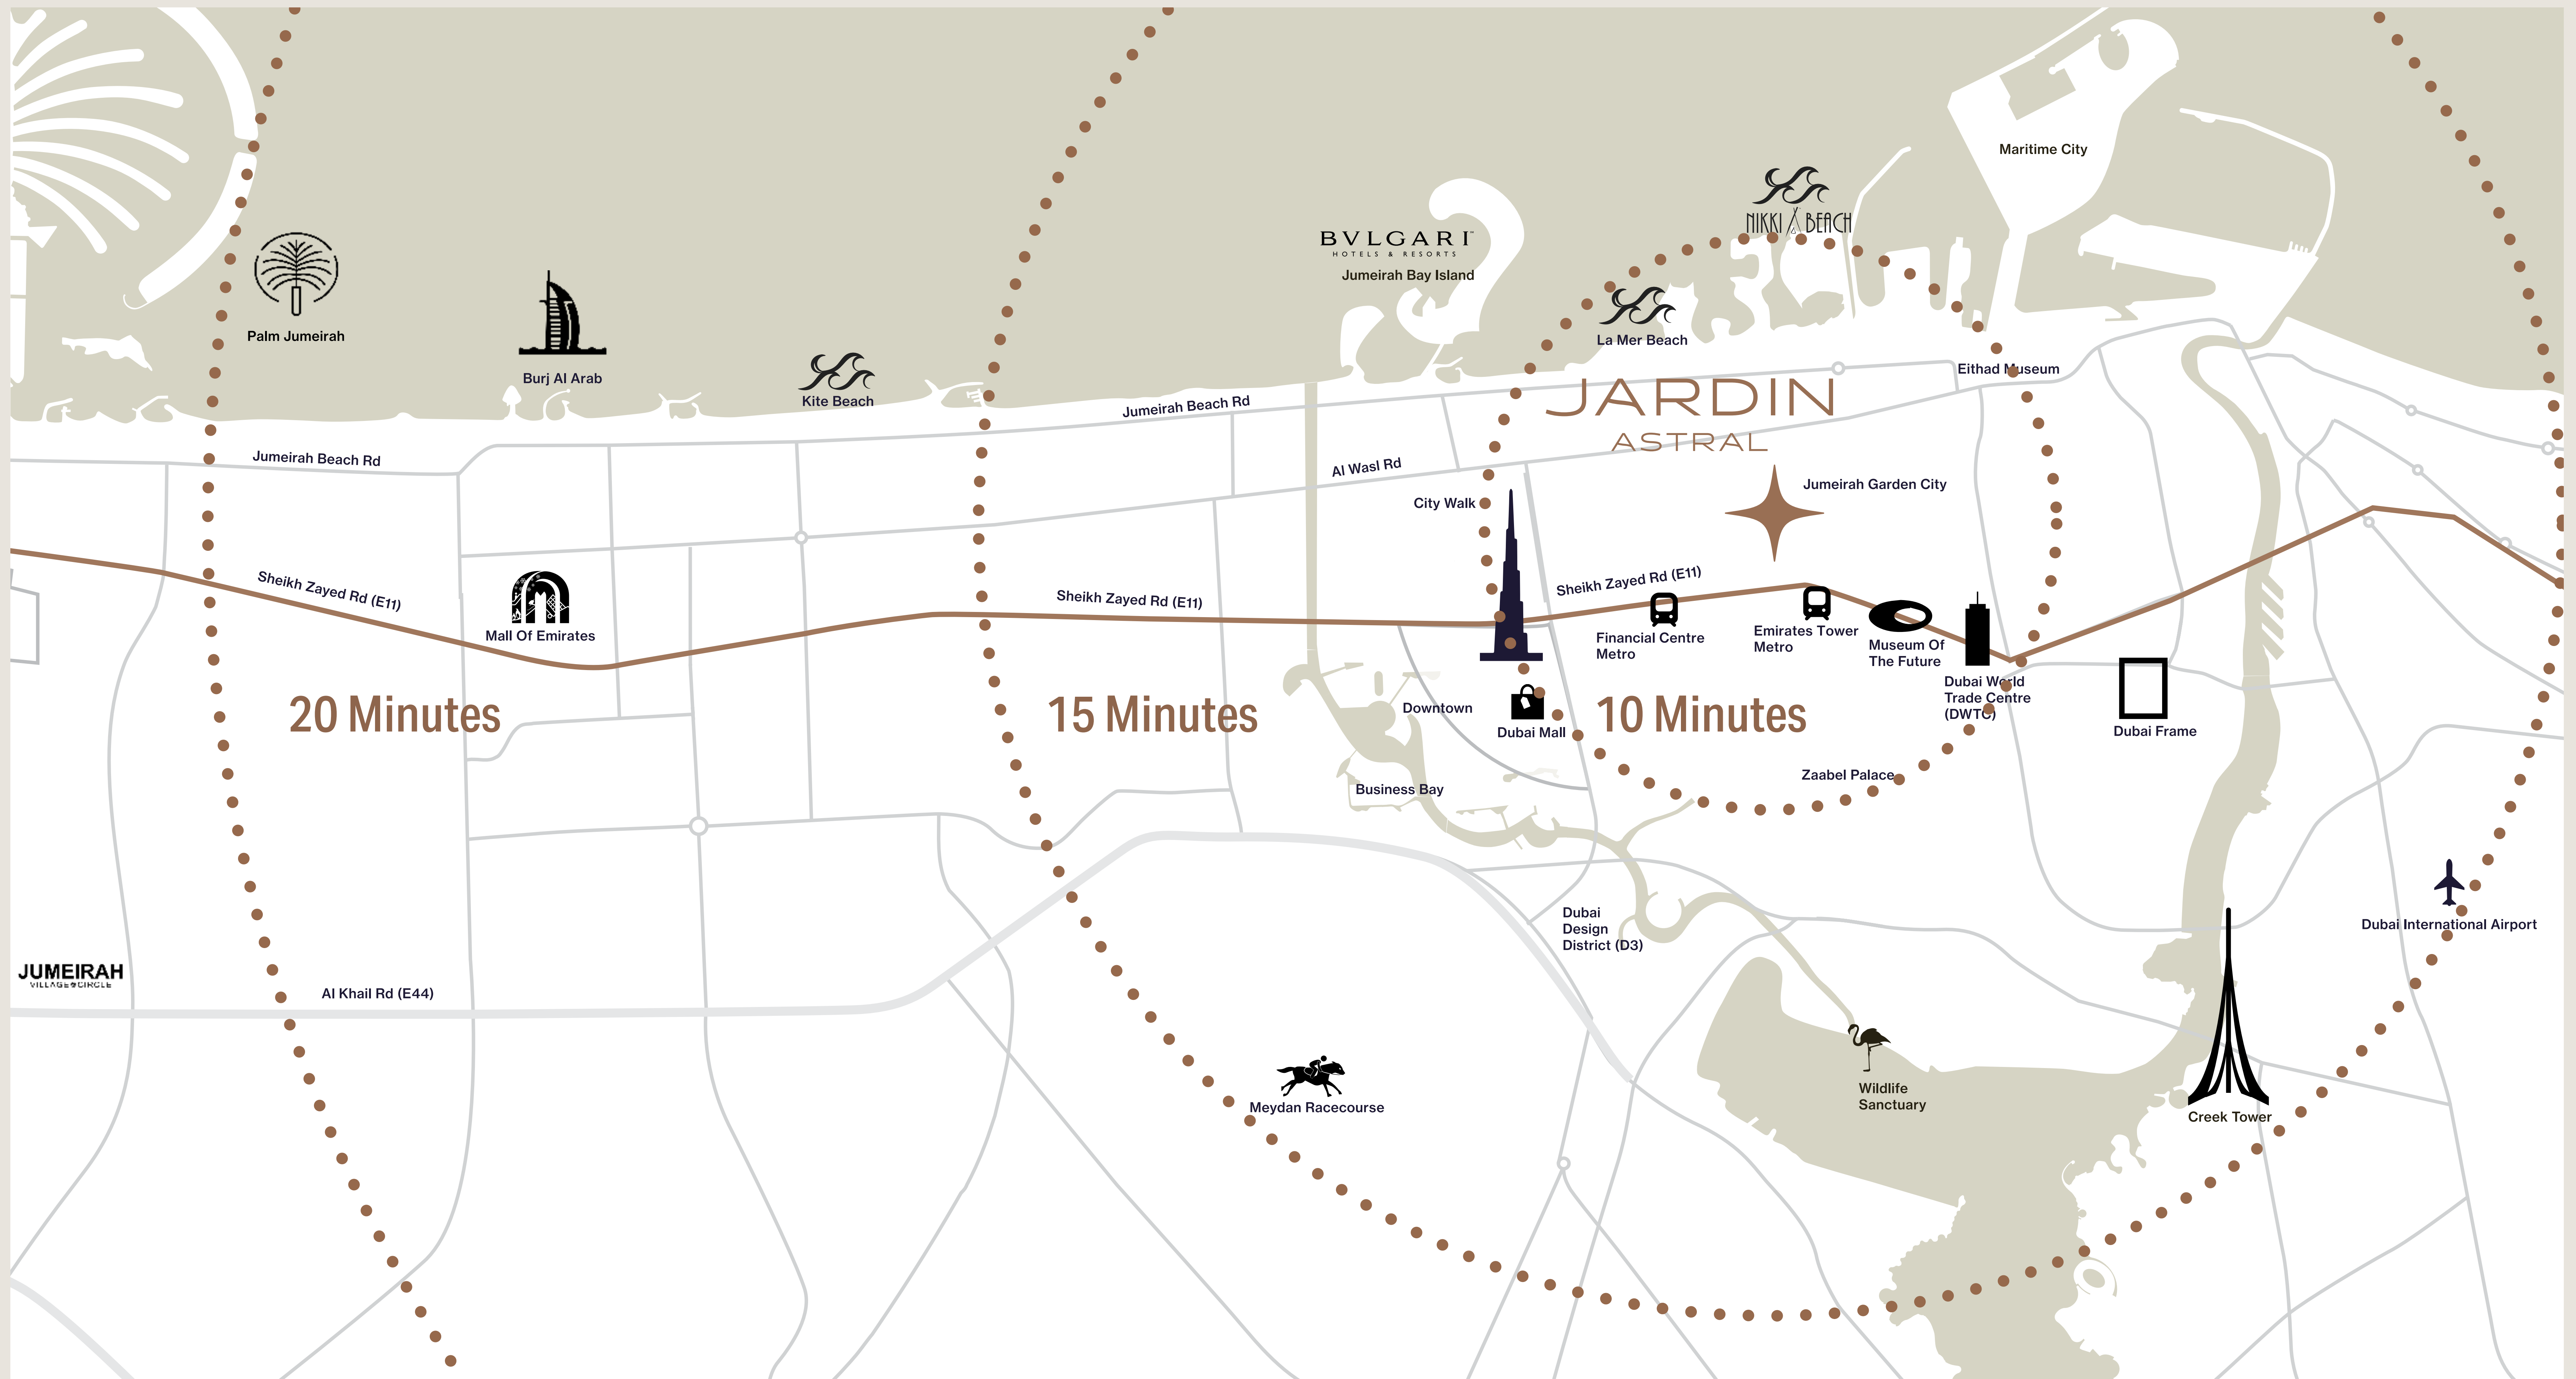 Maritime City
NIKKI BEACH
BVLGARI
HOTELS & RESORTS
Jumeirah Bay Island
Palm Jumeirah
La Mer Beach
Burj Al Arab
Kite Beach
Eithad Museum
JARDIN
ASTRAL
Jumeirah Beach Rd
Jumeirah Beach Rd
Al Wasl Rd
City Walk
Jumeirah Garden City
Sheikh Zayed Rd (E11)
Sheikh Zayed Rd (E11)
Sheikh Zayed Rd (E11)
Mall Of Emirates
Financial Centre
Metro
Emirates Tower
Metro
Museum Of
The Future
Dubai World
Trade Centre
(DWTC)
20 Minutes
15 Minutes
10 Minutes
Downtown
Dubai Mall
Dubai Frame
Zaabel Palace
Business Bay
Dubai
Design
District (D3)
Dubai International Airport
JUMEIRAH
VILLAGE CIRCLE
Al Khail Rd (E44)
Meydan Racecourse
Wildlife
Sanctuary
Creek Tower